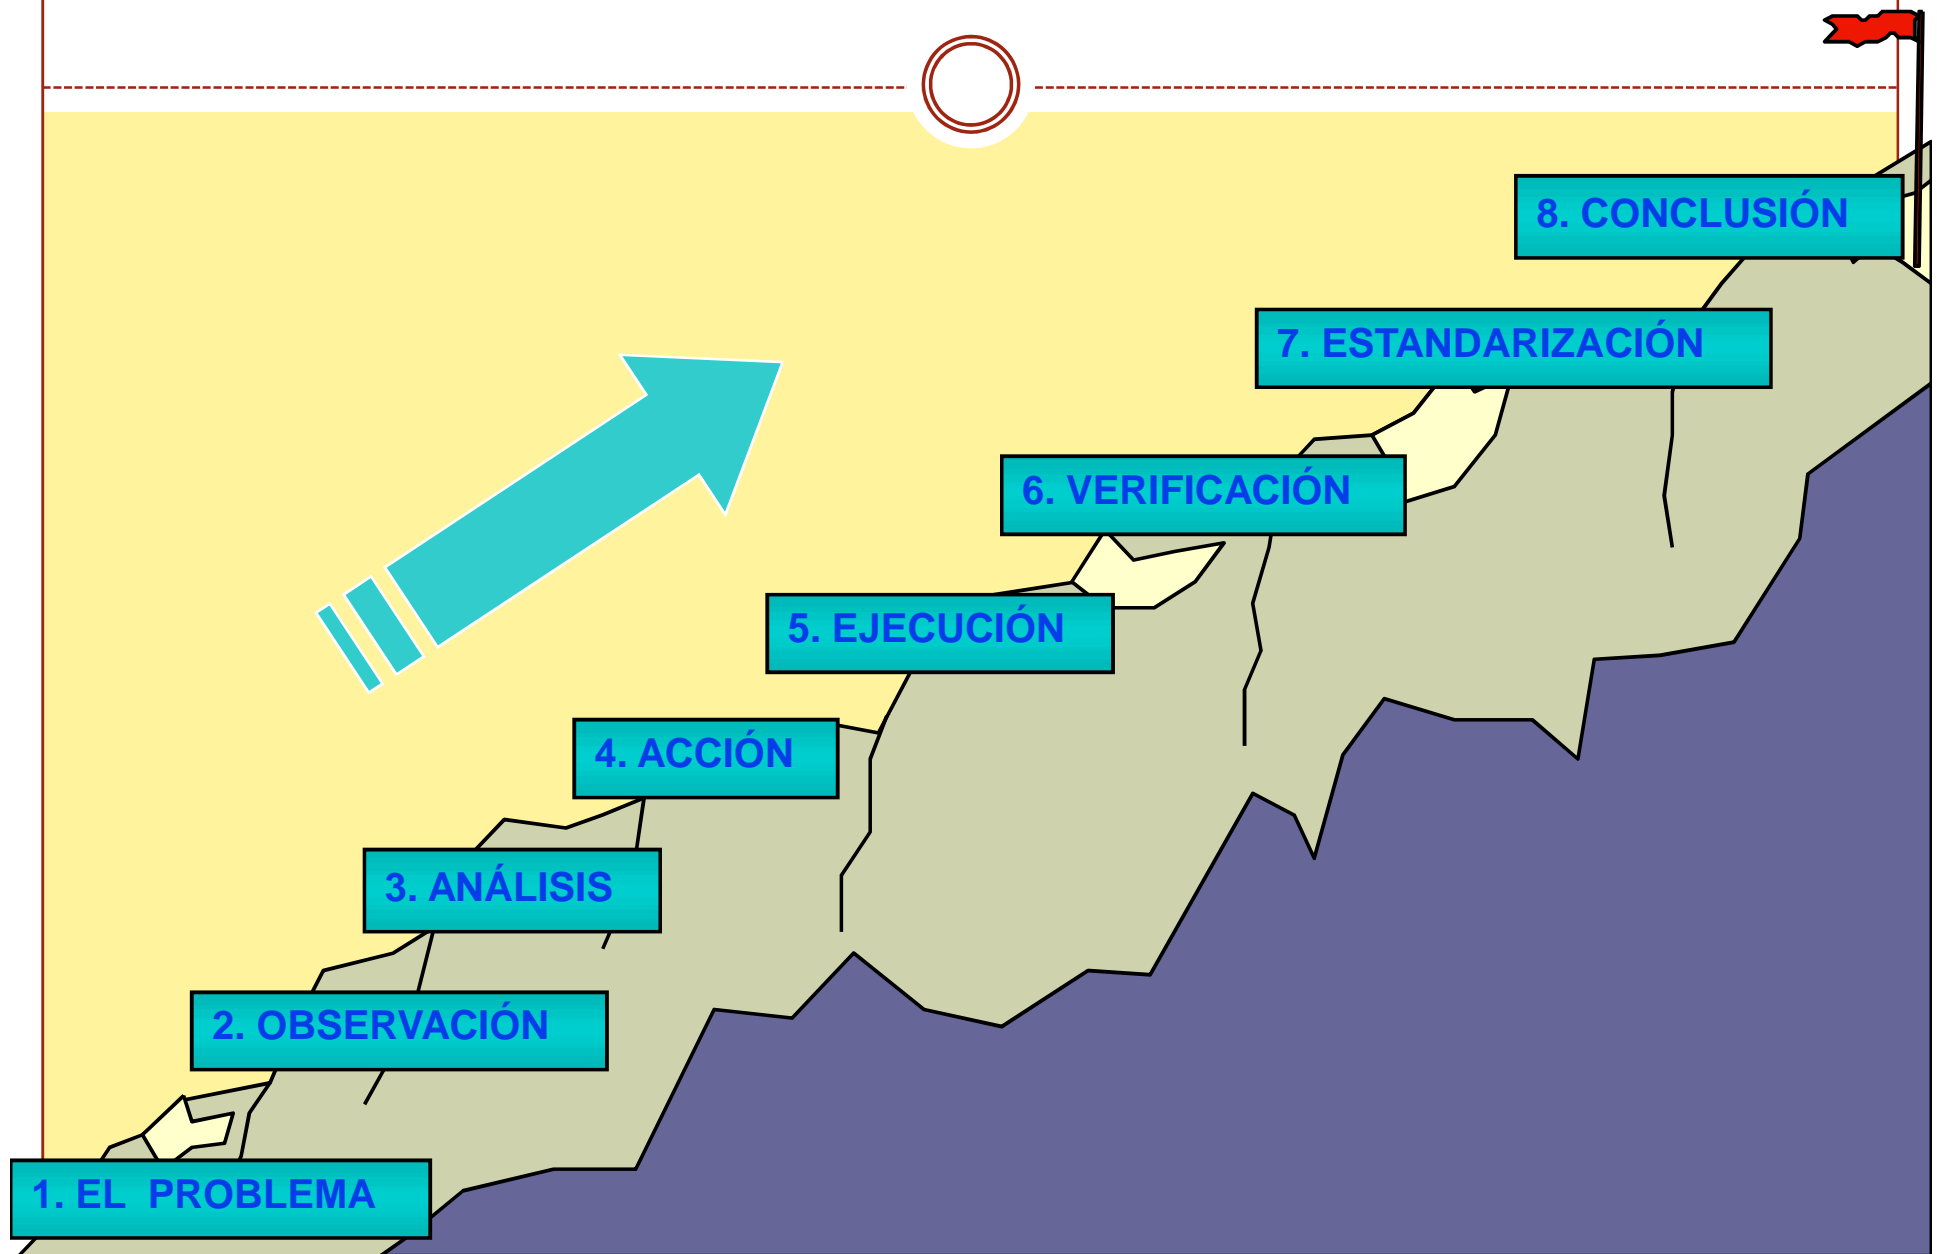 8. CONCLUSIÓN
7. ESTANDARIZACIÓN
6. VERIFICACIÓN
5. EJECUCIÓN
4. ACCIÓN
3. ANÁLISIS
2. OBSERVACIÓN
1. EL PROBLEMA